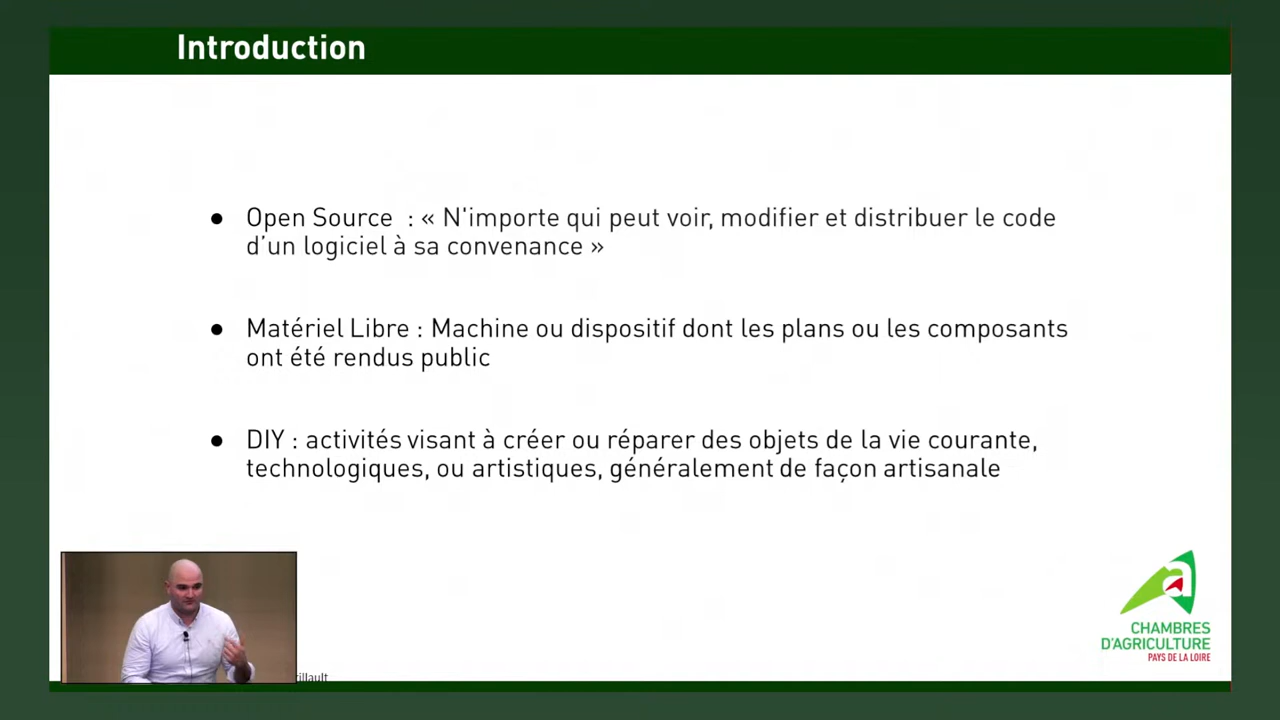 Introduction
● Open Source : « N'importe qui peut voir, modifier et distribuer le code
d’un logiciel à sa convenance »
● Matériel Libre : Machine ou dispositif dont les plans ou les composants
ont été rendus public
● DIY : activités visant à créer ou réparer des objets de la vie courante,
technologiques, ou artistiques, généralement de façon artisanale
CHAMBRES
D'AGRICULTURE
PAYS DE LA LOIRE